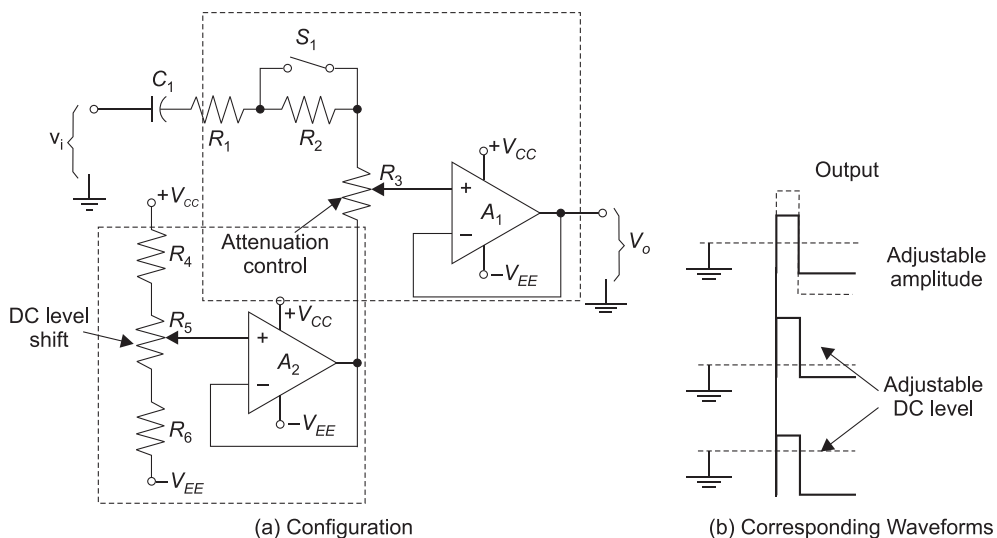 S1
C1
R1
R2
vi
R3
+VCC
+
A1
−
−VEE
Vo
Attenuation
control
+Vcc
R4
DC level
shift
R5
R6
−VEE
+VCC
+
A2
−
−VEE
(a) Configuration
Output
Adjustable
amplitude
Adjustable
DC level
(b) Corresponding Waveforms